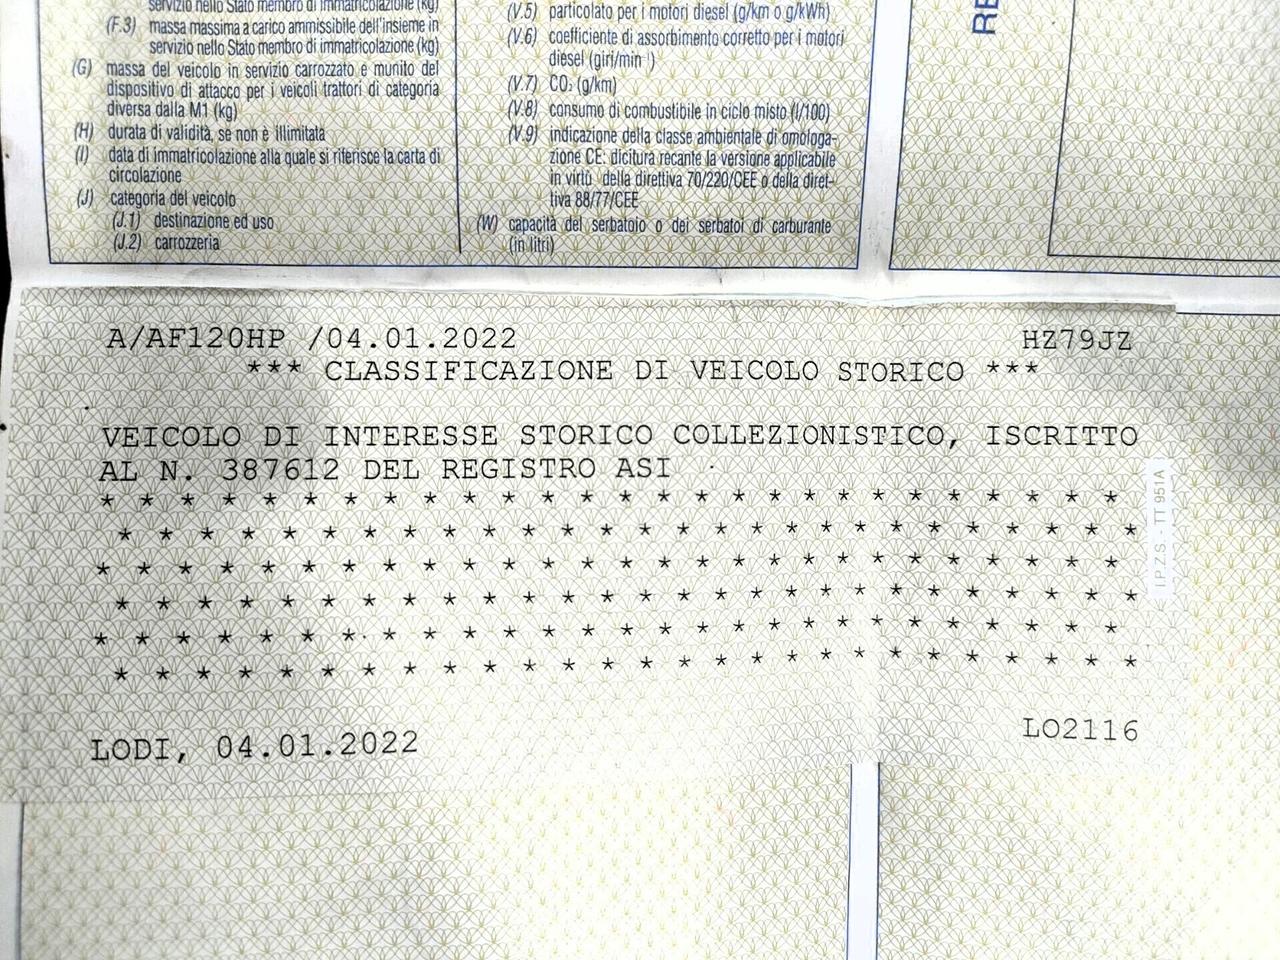 servizio nello Stato membro di immatricolazione (kg)
(F.3) massa massima a carico ammissibile dell'insieme in
servizio nello Stato membro di immatricolazione (kg)
(G) massa del veicolo in servizio carrozzato e munito del
dispositivo di attacco per i veicoli trattori di categoria
diversa dalla M1 (kg)
(H) durata di validità, se non è illimitata
(I) data di immatricolazione alla quale si riferisce la carta di
circolazione
(J) categoria del veicolo
(J.1) destinazione ed uso
(J.2) carrozzeria
(V.5) particolato per i motori diesel (g/km o g/kWh)
(V.6) coefficiente di assorbimento corretto per i motori
diesel (giri/min⁻¹)
(V.7) CO₂ (g/km)
(V.8) consumo di combustibile in ciclo misto (l/100)
(V.9) indicazione della classe ambientale di omologa-
zione CE: dicitura recante la versione applicabile
in virtù della direttiva 70/220/CEE o della diret-
tiva 88/77/CEE
(W) capacità del serbatoio o dei serbatoi di carburante
(in litri)
RE
A/AF120HP /04.01.2022 HZ79JZ
*** CLASSIFICAZIONE DI VEICOLO STORICO ***
VEICOLO DI INTERESSE STORICO COLLEZIONISTICO, ISCRITTO
AL N. 387612 DEL REGISTRO ASI
* * * * * * * * * * * * * * * * * * * * * * * * * *
* * * * * * * * * * * * * * * * * * * * * * * * * *
* * * * * * * * * * * * * * * * * * * * * * * * * *
* * * * * * * * * * * * * * * * * * * * * * * * * *
* * * * * * * * * * * * * * * * * * * * * * * * * *
* * * * * * * * * * * * * * * * * * * * * * * * * *
I.P.Z.S. - TT 951A
LO2116
LODI, 04.01.2022